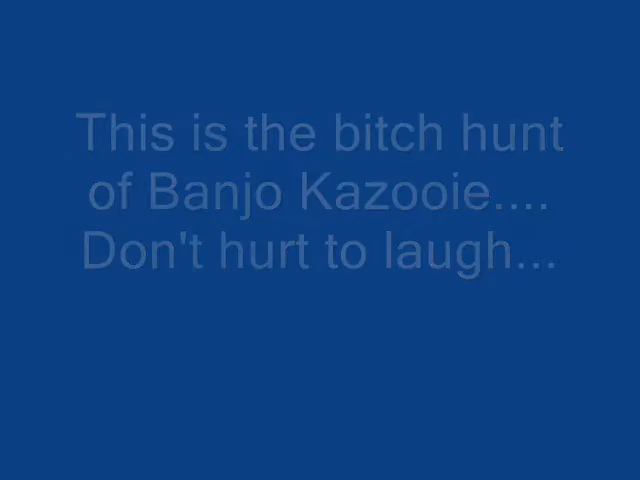 This is the bitch hunt
of Banjo Kazooie....
Don't hurt to laugh...